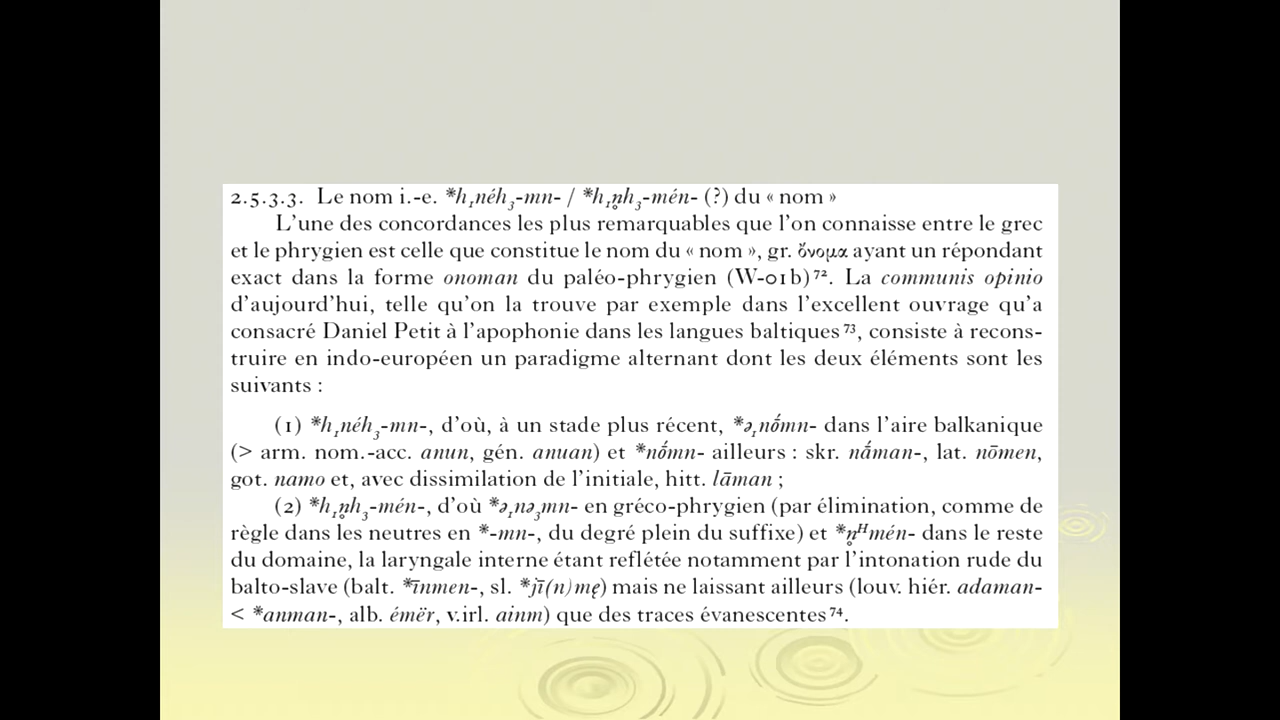 2.5.3.3. Le nom i.-e. *h₁néh₃-mn- / *h₁n̥h₃-mén- (?) du « nom »
L’une des concordances les plus remarquables que l’on connaisse entre le grec
et le phrygien est celle que constitue le nom du « nom », gr. ὄνομα ayant un répondant
exact dans la forme onoman du paléo-phrygien (W-01b)⁷². La communis opinio
d’aujourd’hui, telle qu’on la trouve par exemple dans l’excellent ouvrage qu’a
consacré Daniel Petit à l’apophonie dans les langues baltiques⁷³, consiste à recons-
truire en indo-européen un paradigme alternant dont les deux éléments sont les
suivants :
(1) *h₁néh₃-mn-, d’où, à un stade plus récent, *ə₁nṓmn- dans l’aire balkanique
(> arm. nom.-acc. anun, gén. anuan) et *nṓmn- ailleurs : skr. nā́man-, lat. nōmen,
got. namo et, avec dissimilation de l’initiale, hitt. lāman ;
(2) *h₁n̥h₃-mén-, d’où *ə₁nə₃mn- en gréco-phrygien (par élimination, comme de
règle dans les neutres en *-mn-, du degré plein du suffixe) et *n̥ᴴmén- dans le reste
du domaine, la laryngale interne étant reflétée notamment par l’intonation rude du
balto-slave (balt. *īnmen-, sl. *jī(n)mę) mais ne laissant ailleurs (louv. hiér. adaman-
< *anman-, alb. émër, v.irl. ainm) que des traces évanescentes⁷⁴.